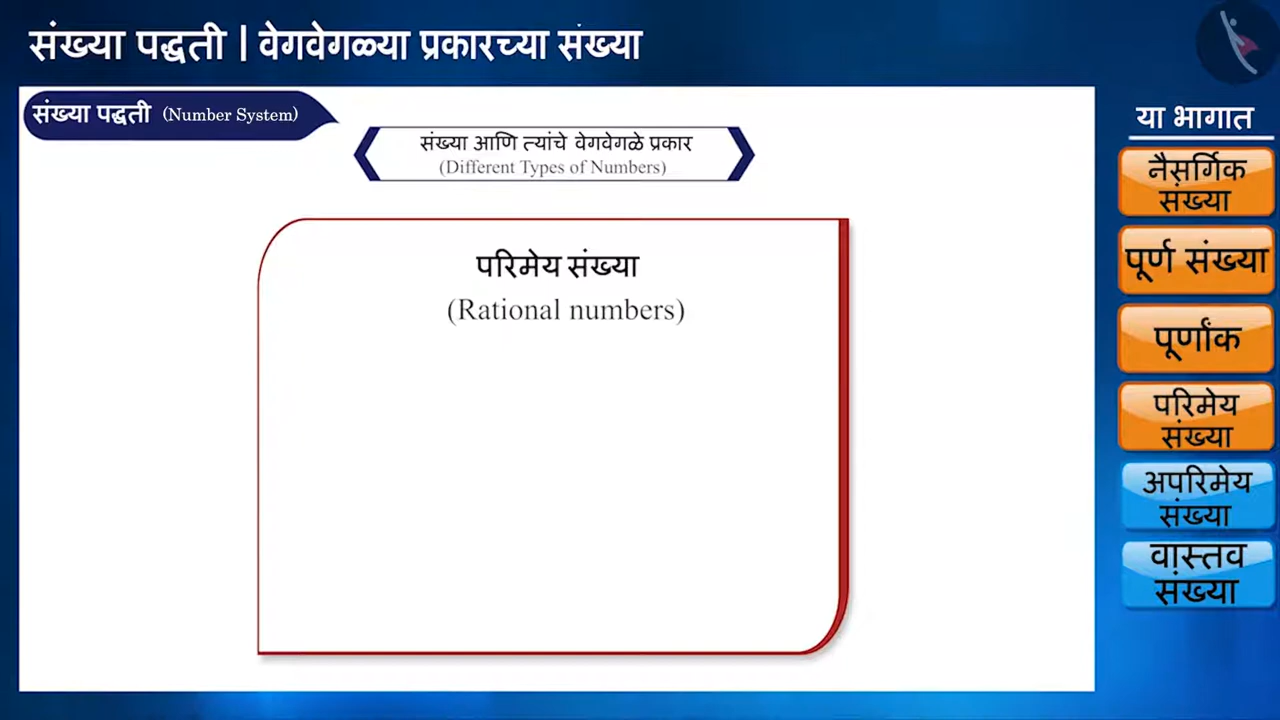 संख्या पद्धती | वेगवेगळ्या प्रकारच्या संख्या
संख्या पद्धती (Number System)
संख्या आणि त्यांचे वेगवेगळे प्रकार
(Different Types of Numbers)
परिमेय संख्या
(Rational numbers)
या भागात
नैसर्गिक
संख्या
पूर्ण संख्या
पूर्णांक
परिमेय
संख्या
अपरिमेय
संख्या
वास्तव
संख्या